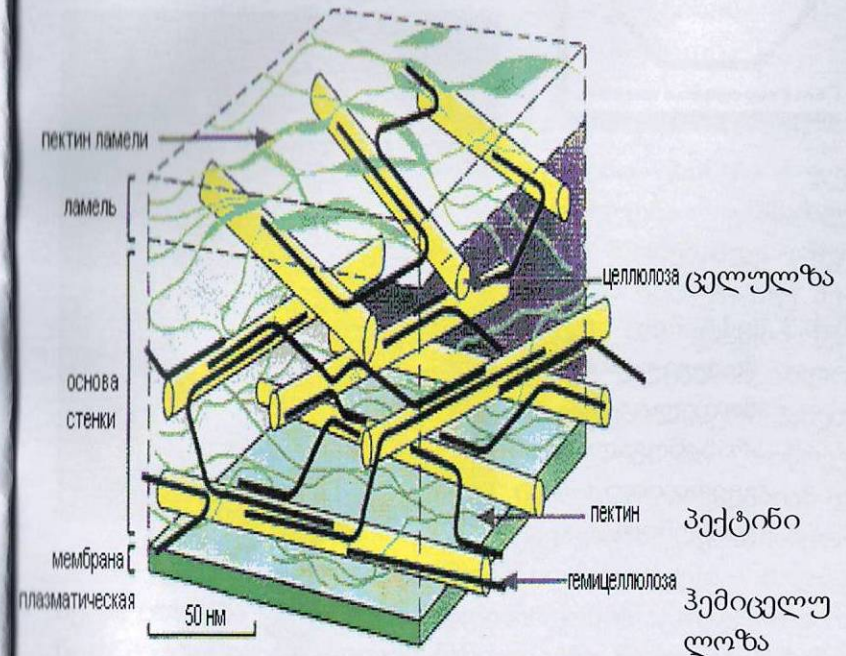 пектин ламели
ламель
целлюлоза ცელულზა
основа
стенки
пектин პექტინი
мембрана
плазматическая
гемицеллюлоза ჰემიცელუ
ლოზა
50 нм